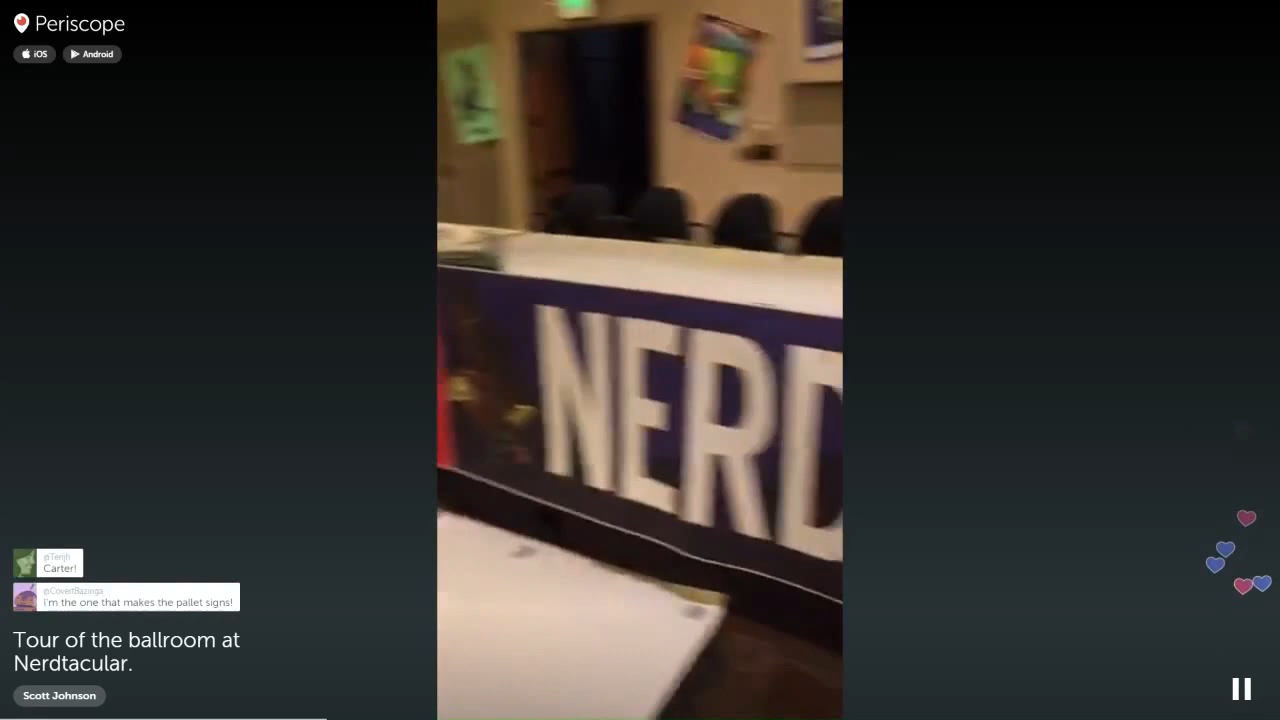 Periscope
iOS
Android
NERD
@Tenjh
Carter!
@CovertBazinga
i'm the one that makes the pallet signs!
Tour of the ballroom at
Nerdtacular.
Scott Johnson